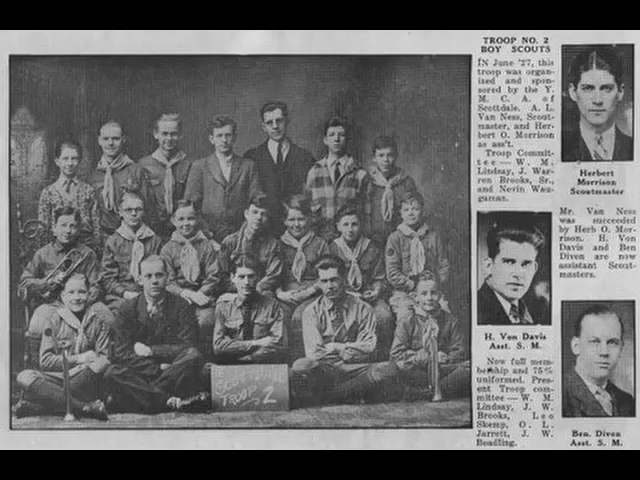 TROOP NO. 2
BOY SCOUTS
IN June '27, this
troop was organ-
ized and spon-
sored by the Y.
M. C. A. of
Scottdale. A. L.
Van Ness, Scout-
master, and Her-
bert O. Morrison
as ass't.
Troop Commit-
tee — W. M.
Lindsay, J. War-
ren Brooks, Sr.,
and Nevin Wau-
gaman.
Herbert
Morrison
Scoutmaster
Mr. Van Ness
was succeeded
by Herb O. Mor-
rison. H. Von
Davis and Ben
Diven are now
assistant Scout-
masters.
H. Von Davis
Asst. S. M.
Now full mem-
bership and 75%
uniformed. Pres-
ent Troop com-
mittee — W. M.
Lindsay, J. W.
Brooks, Leo
Skemp, O. L.
Jarrett, J. W.
Beadling.
Ben. Diven
Asst. S. M.
SCOTTDALE
TROOP 2